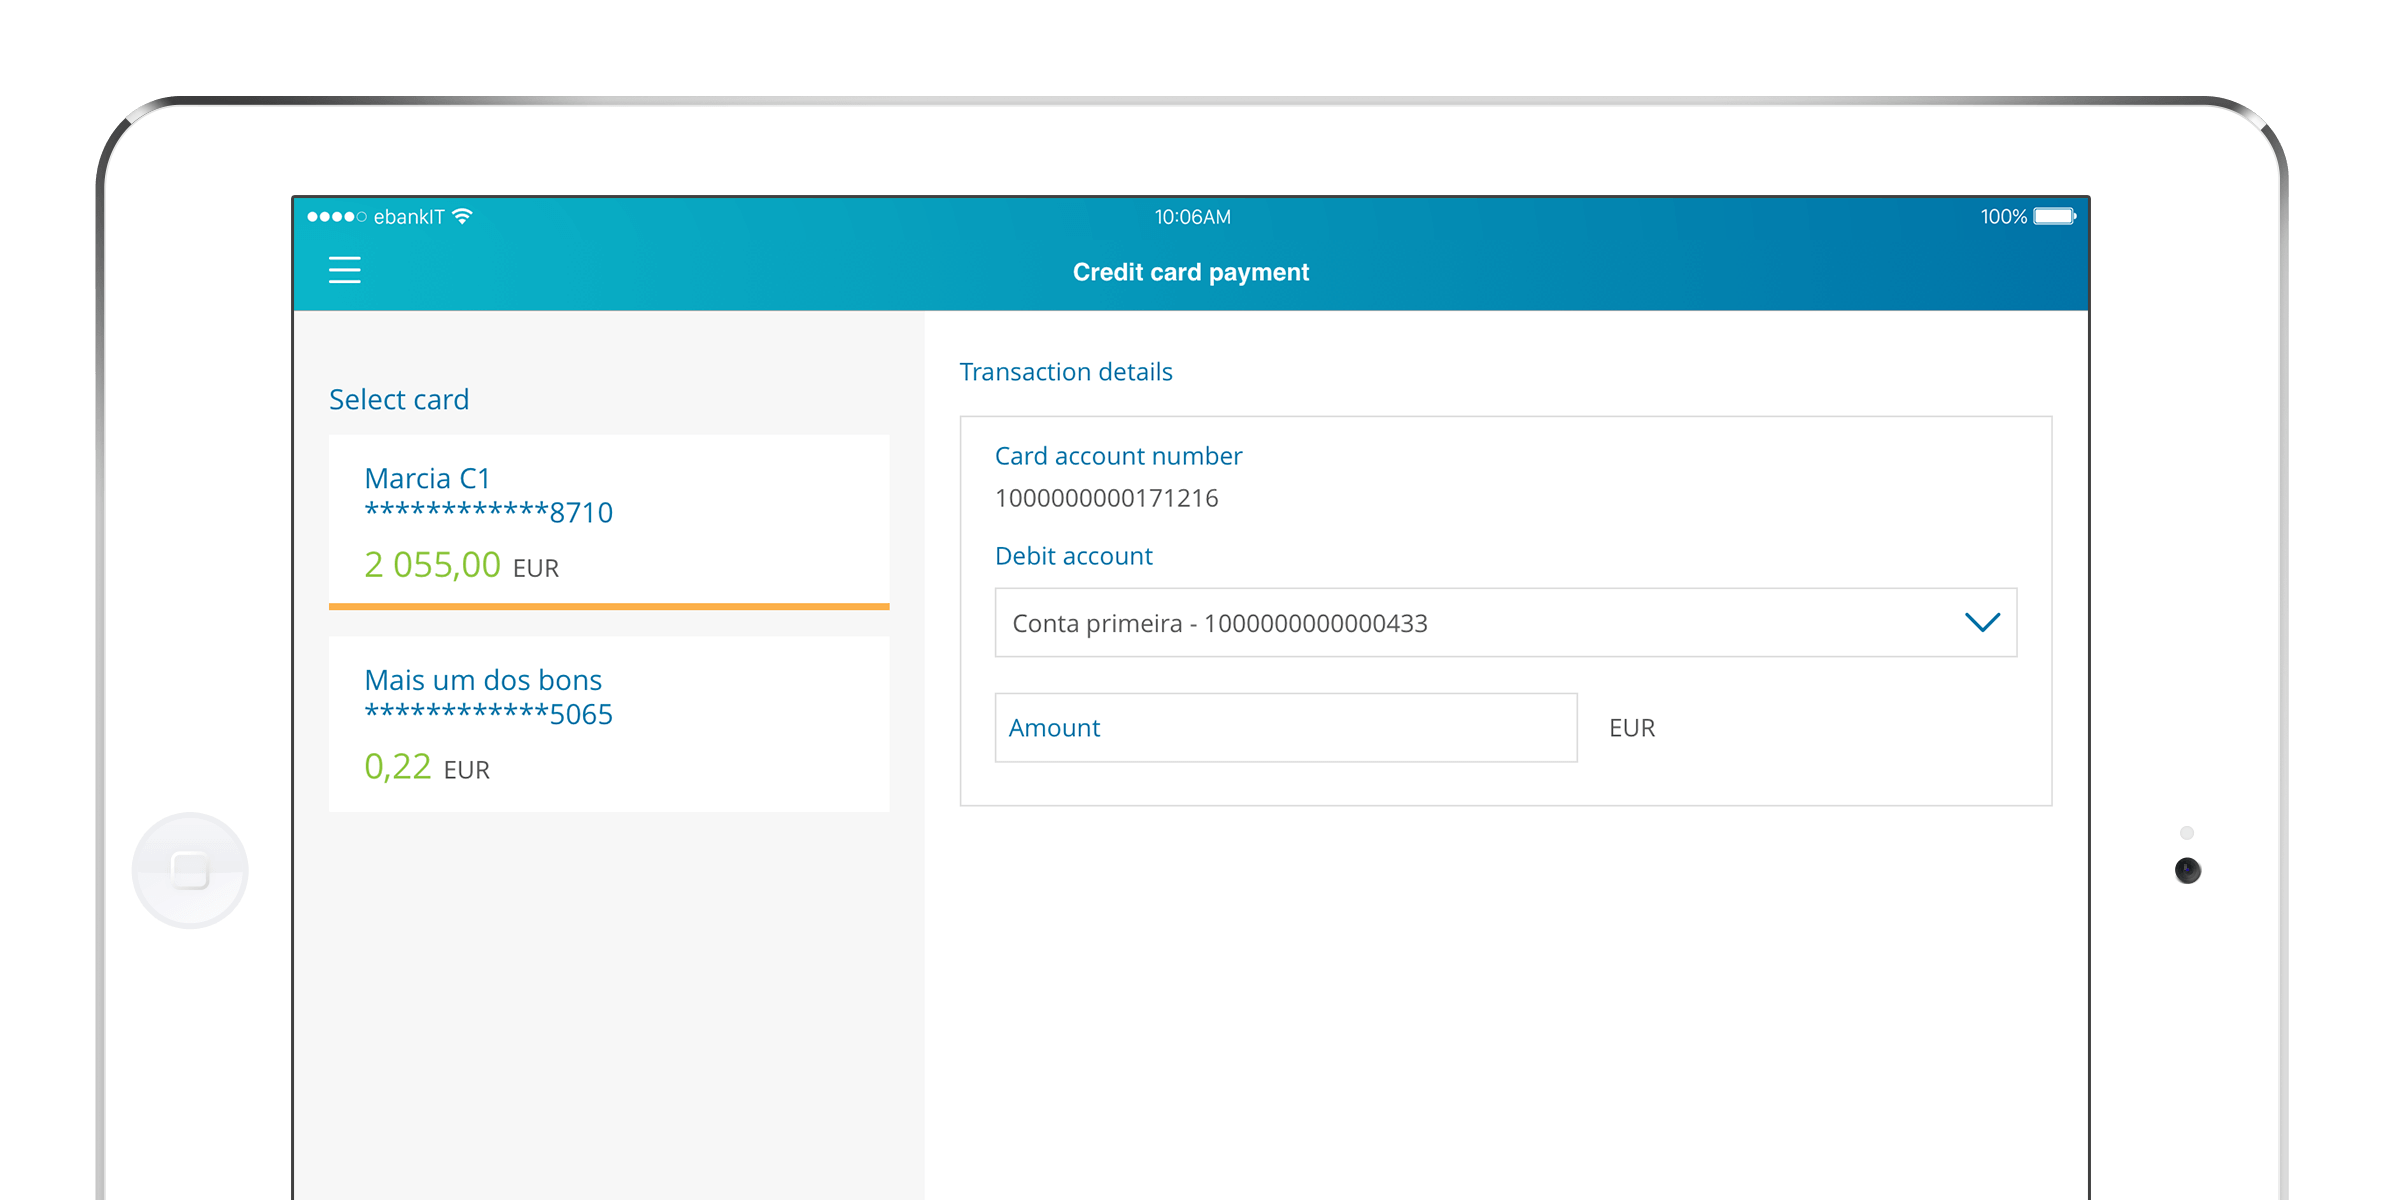 ebankIT
10:06AM
100%
Credit card payment
Select card
Marcia C1
************8710
2 055,00 EUR
Mais um dos bons
************5065
0,22 EUR
Transaction details
Card account number
1000000000171216
Debit account
Conta primeira - 1000000000000433
Amount
EUR